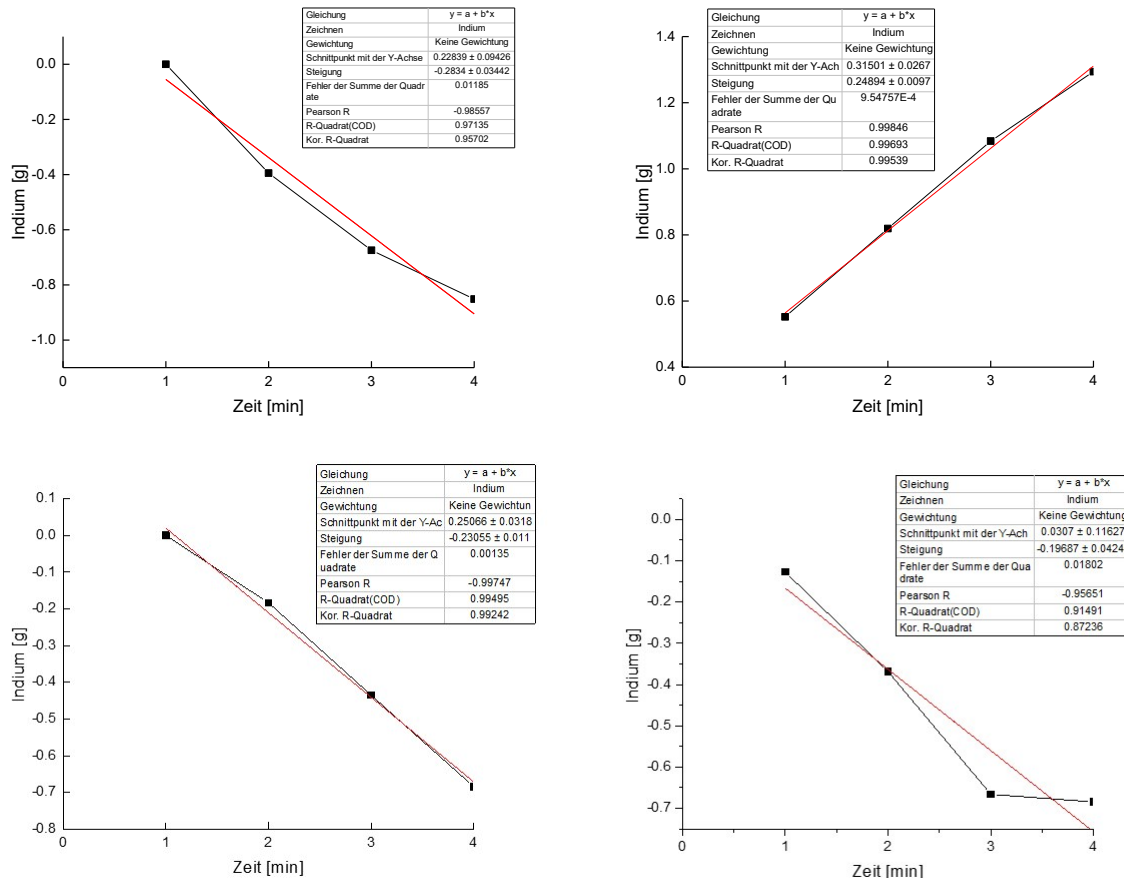 Gleichung y = a + b*x
Zeichnen Indium
Gewichtung Keine Gewichtung
Schnittpunkt mit der Y-Achse 0.22839 ± 0.09426
Steigung -0.2834 ± 0.03442
Fehler der Summe der Quadr
ate 0.01185
Pearson R -0.98557
R-Quadrat(COD) 0.97135
Kor. R-Quadrat 0.95702
0.0
-0.2
-0.4
-0.6
-0.8
-1.0
Indium [g]
0 1 2 3 4
Zeit [min]
Gleichung y = a + b*x
Zeichnen Indium
Gewichtung Keine Gewichtung
Schnittpunkt mit der Y-Ach 0.31501 ± 0.0267
Steigung 0.24894 ± 0.0097
Fehler der Summe der Qu
adrate 9.54757E-4
Pearson R 0.99846
R-Quadrat(COD) 0.99693
Kor. R-Quadrat 0.99539
1.4
1.2
1.0
0.8
0.6
0.4
Indium [g]
0 1 2 3 4
Zeit [min]
Gleichung y = a + b*x
Zeichnen Indium
Gewichtung Keine Gewichtun
Schnittpunkt mit der Y-Ac 0.25066 ± 0.0318
Steigung -0.23055 ± 0.011
Fehler der Summe der Q
uadrate 0.00135
Pearson R -0.99747
R-Quadrat(COD) 0.99495
Kor. R-Quadrat 0.99242
0.1
0.0
-0.1
-0.2
-0.3
-0.4
-0.5
-0.6
-0.7
-0.8
Indium [g]
0 1 2 3 4
Zeit [min]
Gleichung y = a + b*x
Zeichnen Indium
Gewichtung Keine Gewichtung
Schnittpunkt mit der Y-Ach 0.0307 ± 0.11627
Steigung -0.19687 ± 0.0424
Fehler der Summe der Qua
drate 0.01802
Pearson R -0.95651
R-Quadrat(COD) 0.91491
Kor. R-Quadrat 0.87236
0.0
-0.1
-0.2
-0.3
-0.4
-0.5
-0.6
-0.7
Indium [g]
0 1 2 3 4
Zeit [min]